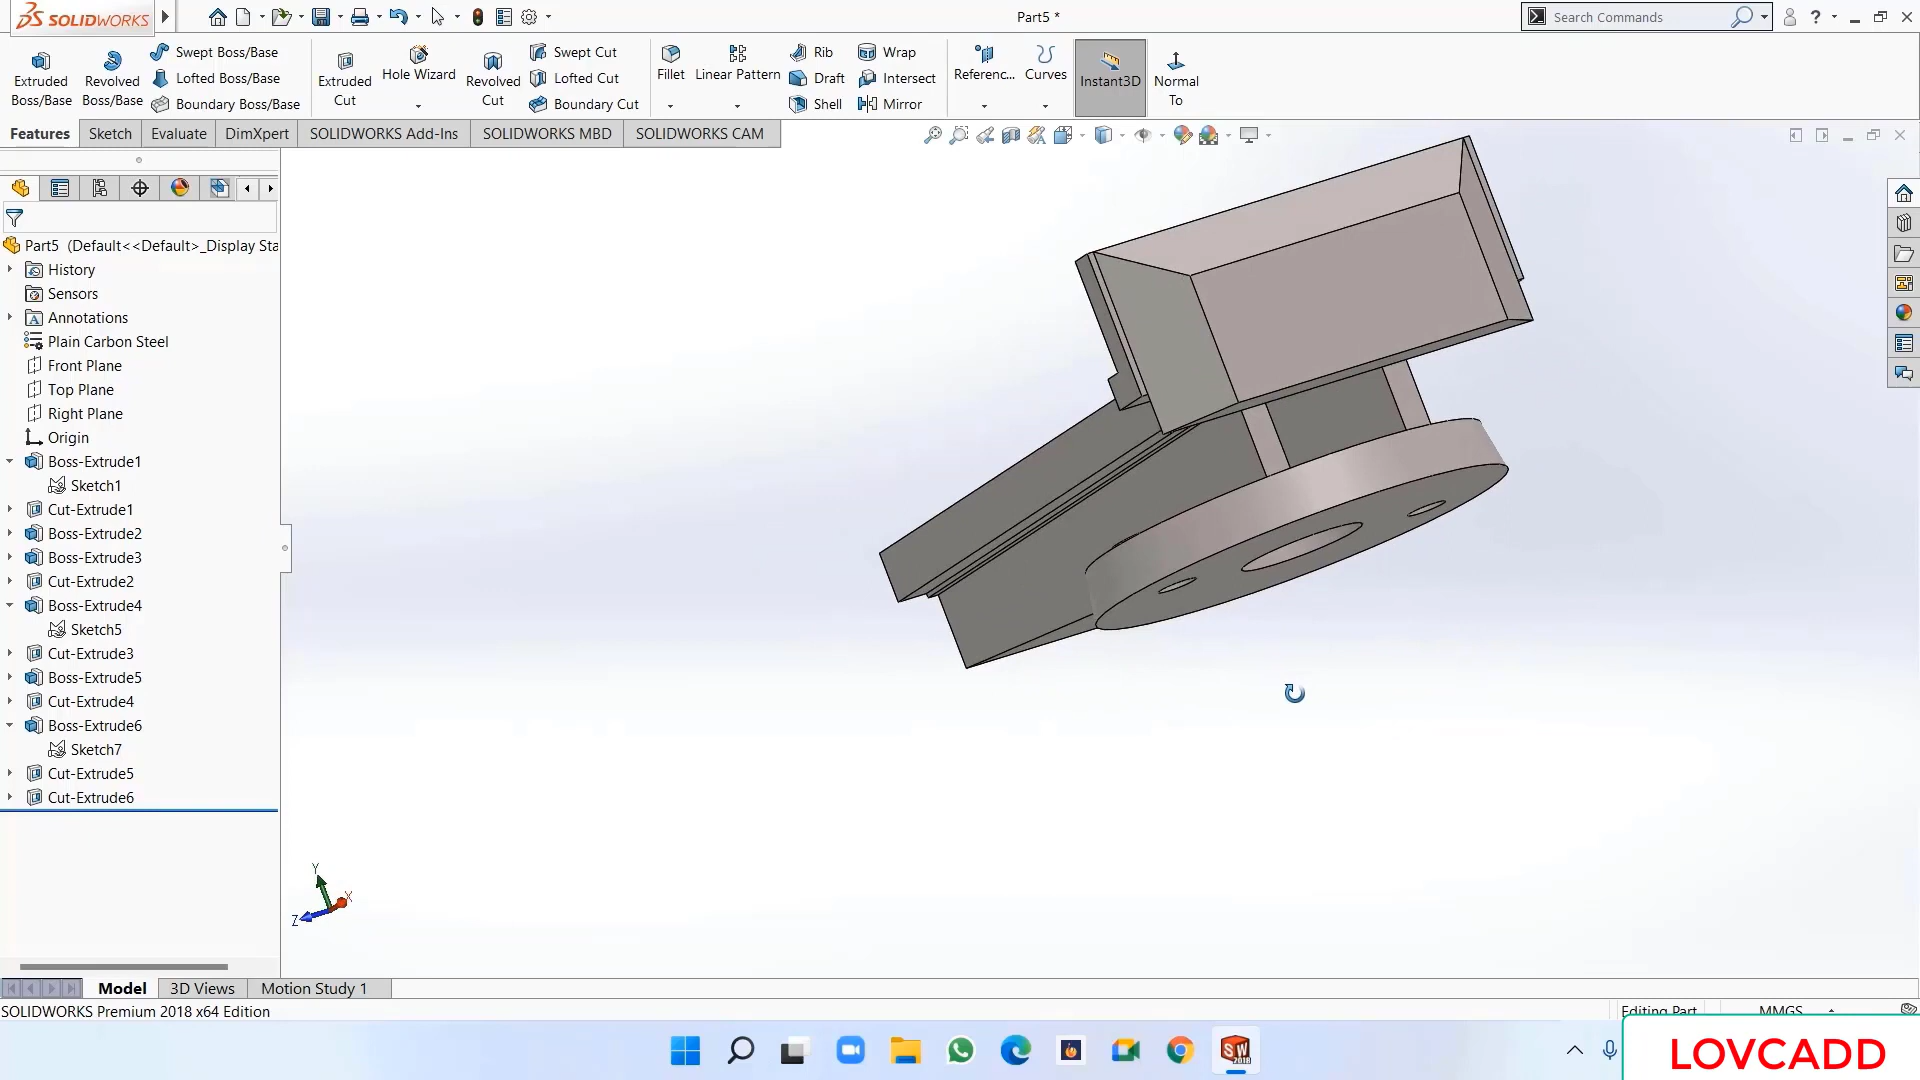 SOLIDWORKS
Part5 *
Search Commands
Extruded Boss/Base
Revolved Boss/Base
Swept Boss/Base
Lofted Boss/Base
Boundary Boss/Base
Extruded Cut
Hole Wizard
Revolved Cut
Swept Cut
Lofted Cut
Boundary Cut
Fillet
Linear Pattern
Rib
Draft
Shell
Wrap
Intersect
Mirror
Referenc...
Curves
Instant3D
Normal To
Features
Sketch
Evaluate
DimXpert
SOLIDWORKS Add-Ins
SOLIDWORKS MBD
SOLIDWORKS CAM
Part5 (Default<<Default>_Display Sta
History
Sensors
Annotations
Plain Carbon Steel
Front Plane
Top Plane
Right Plane
Origin
Boss-Extrude1
Sketch1
Cut-Extrude1
Boss-Extrude2
Boss-Extrude3
Cut-Extrude2
Boss-Extrude4
Sketch5
Cut-Extrude3
Boss-Extrude5
Cut-Extrude4
Boss-Extrude6
Sketch7
Cut-Extrude5
Cut-Extrude6
Y
X
Z
Model
3D Views
Motion Study 1
SOLIDWORKS Premium 2018 x64 Edition
Editing Part
MMGS
SW
2018
LOVCADD